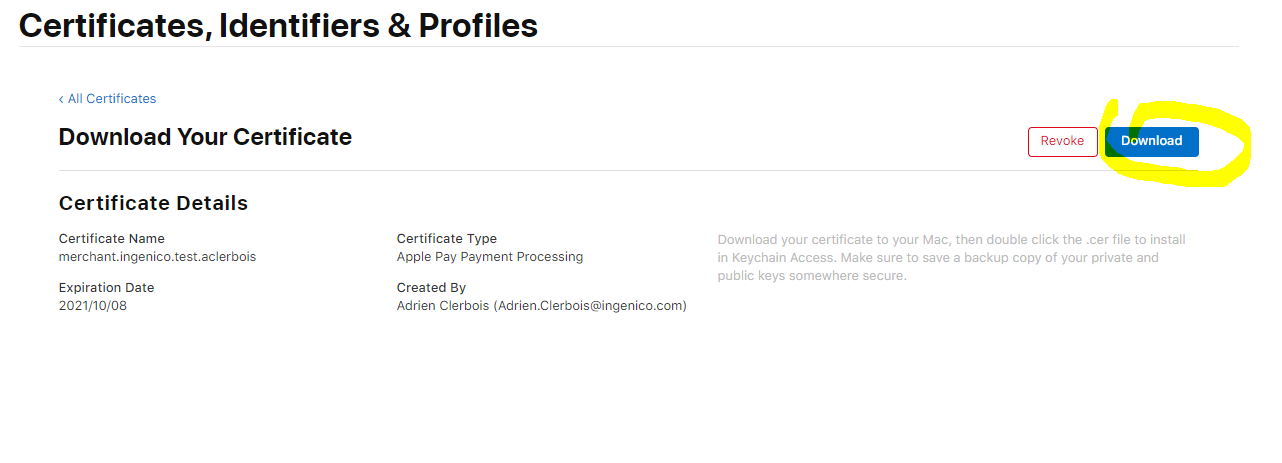 Certificates, Identifiers & Profiles
‹ All Certificates
Download Your Certificate
Revoke
Download
Certificate Details
Certificate Name
merchant.ingenico.test.aclerbois
Certificate Type
Apple Pay Payment Processing
Download your certificate to your Mac, then double click the .cer file to install
in Keychain Access. Make sure to save a backup copy of your private and
public keys somewhere secure.
Expiration Date
2021/10/08
Created By
Adrien Clerbois (Adrien.Clerbois@ingenico.com)